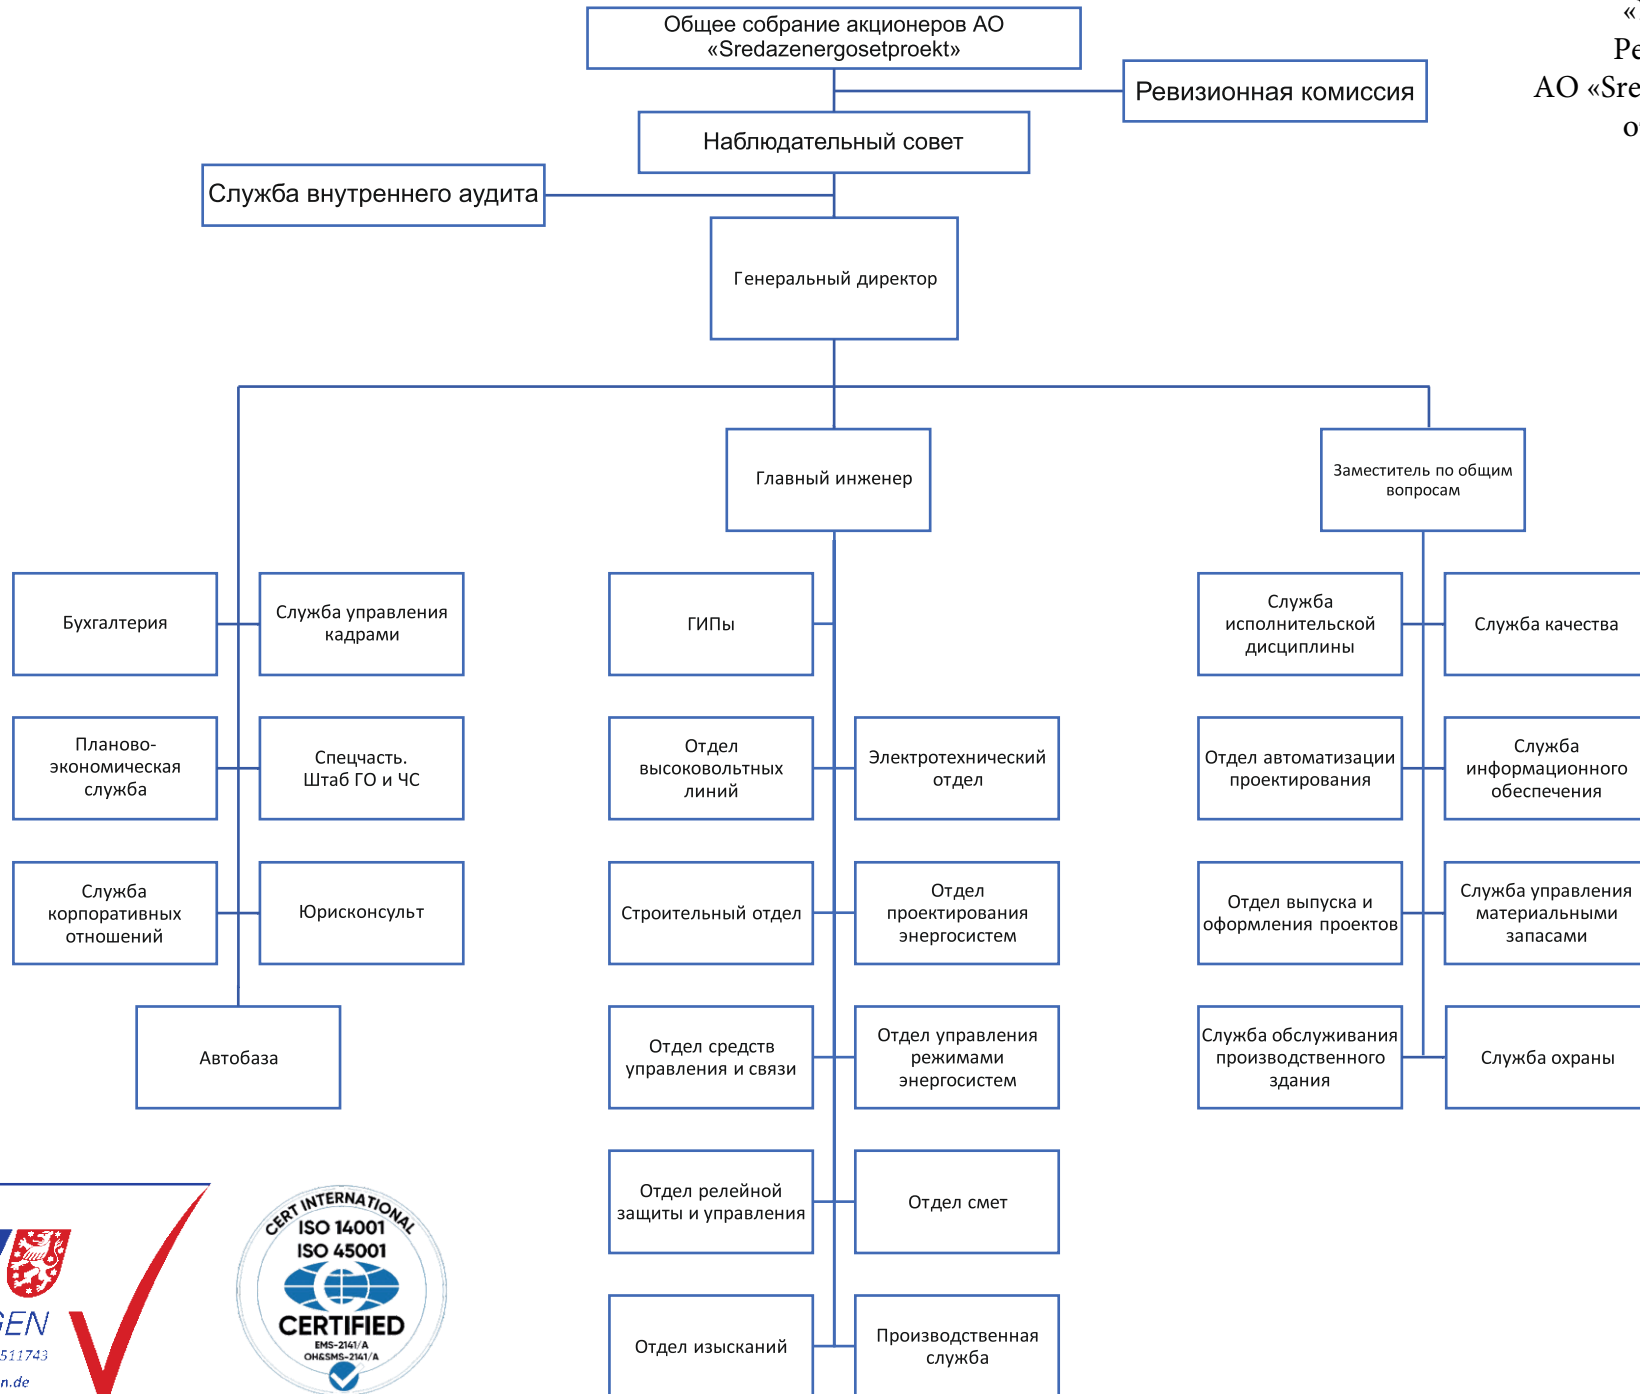 Общее собрание акционеров АО
«Sredazenergosetproekt»
АО «Sre
Ревизионная комиссия
Наблюдательный совет
Служба внутреннего аудита
Генеральный директор
Главный инженер
Заместитель по общим
вопросам
Бухгалтерия
Служба управления
кадрами
ГИПы
Служба
исполнительской
дисциплины
Служба качества
Планово-
экономическая
служба
Спецчасть.
Штаб ГО и ЧС
Отдел
высоковольтных
линий
Электротехнический
отдел
Отдел автоматизации
проектирования
Служба
информационного
обеспечения
Служба
корпоративных
отношений
Юрисконсульт
Строительный отдел
Отдел
проектирования
энергосистем
Отдел выпуска и
оформления проектов
Служба управления
материальными
запасами
Автобаза
Отдел средств
управления и связи
Отдел управления
режимами
энергосистем
Служба обслуживания
производственного
здания
Служба охраны
Отдел релейной
защиты и управления
Отдел смет
Отдел изысканий
Производственная
служба
GEN
511743
n.de
CERT INTERNATIONAL
ISO 14001
ISO 45001
CERTIFIED
EMS-2141/A
OH&SMS-2141/A